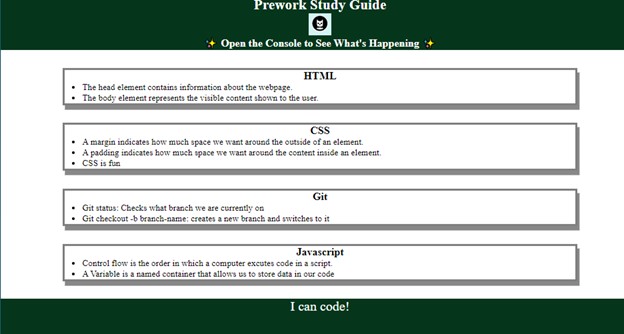 Prework Study Guide
✨ Open the Console to See What's Happening ✨
HTML
The head element contains information about the webpage.
The body element represents the visible content shown to the user.
CSS
A margin indicates how much space we want around the outside of an element.
A padding indicates how much space we want around the content inside an element.
CSS is fun
Git
Git status: Checks what branch we are currently on
Git checkout -b branch-name: creates a new branch and switches to it
Javascript
Control flow is the order in which a computer excutes code in a script.
A Variable is a named container that allows us to store data in our code
I can code!